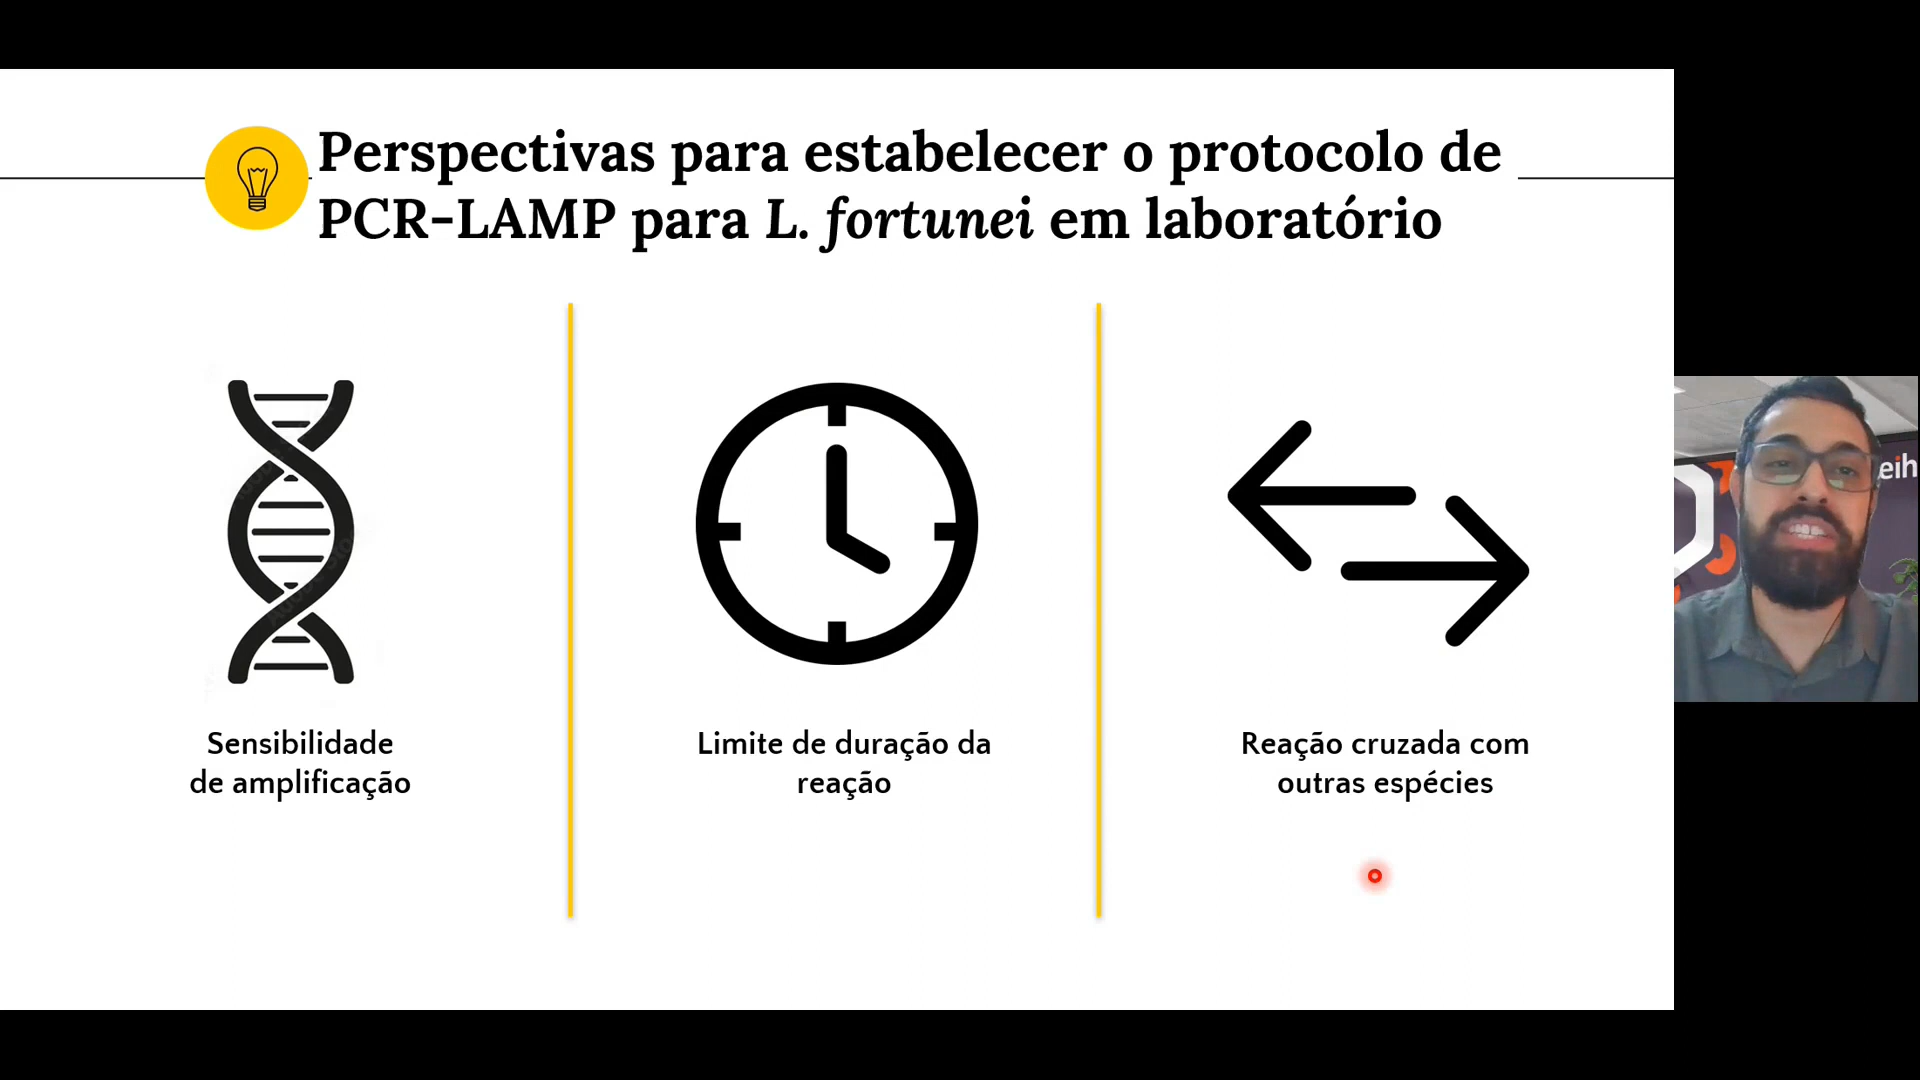 Perspectivas para estabelecer o protocolo de
PCR-LAMP para L. fortunei em laboratório
Sensibilidade
de amplificação
Limite de duração da
reação
Reação cruzada com
outras espécies
eih